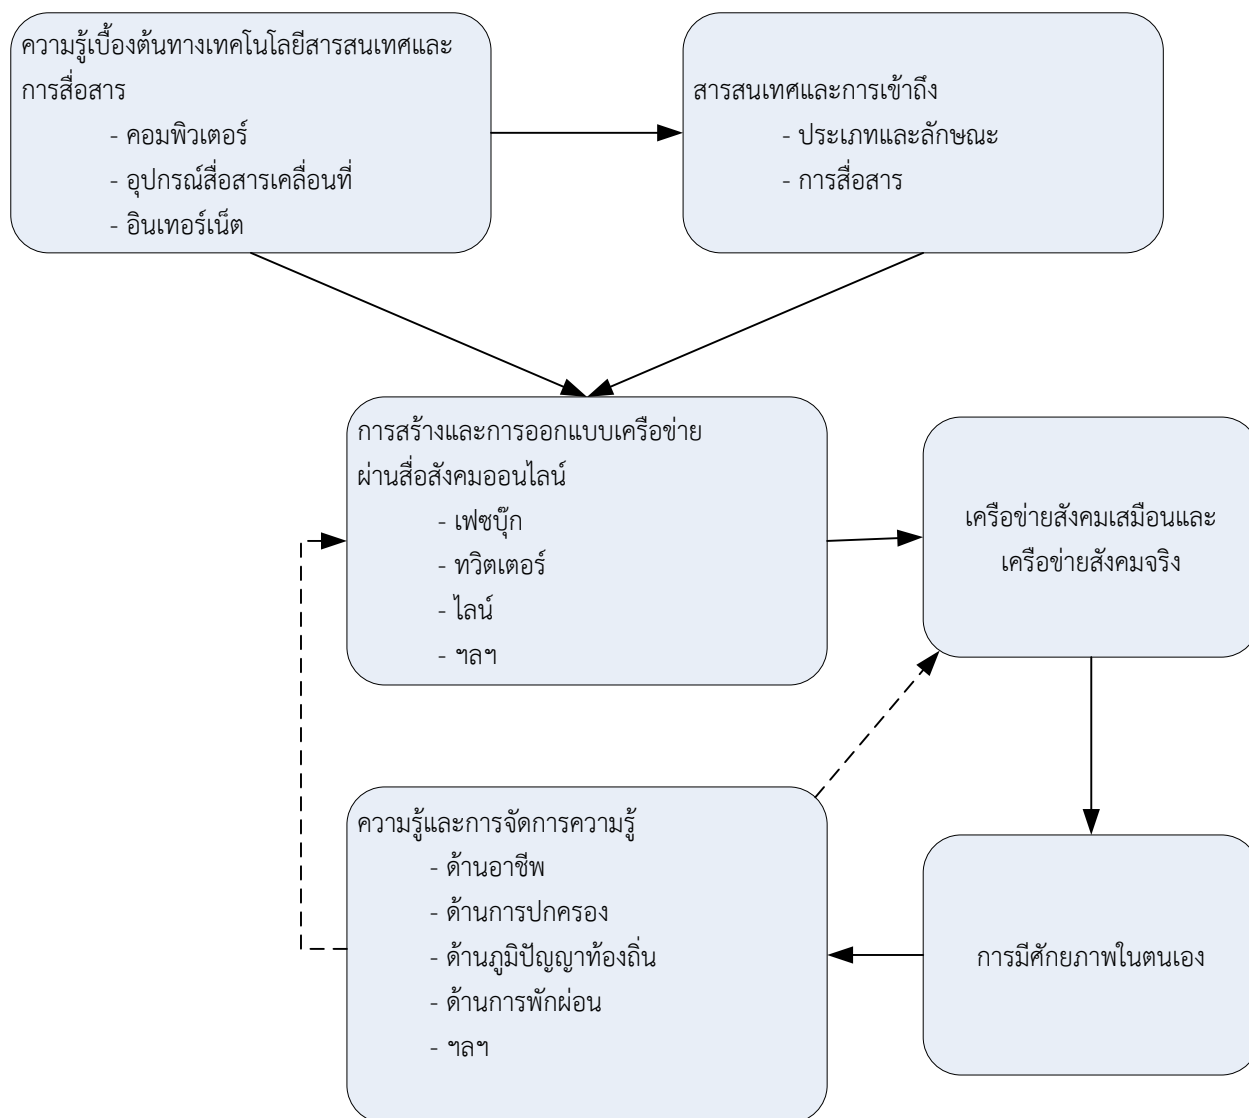 ความรู้เบื้องต้นทางเทคโนโลยีสารสนเทศและ
การสื่อสาร
- คอมพิวเตอร์
- อุปกรณ์สื่อสารเคลื่อนที่
- อินเทอร์เน็ต
สารสนเทศและการเข้าถึง
- ประเภทและลักษณะ
- การสื่อสาร
การสร้างและการออกแบบเครือข่าย
ผ่านสื่อสังคมออนไลน์
- เฟซบุ๊ก
- ทวิตเตอร์
- ไลน์
- ฯลฯ
เครือข่ายสังคมเสมือนและ
เครือข่ายสังคมจริง
ความรู้และการจัดการความรู้
- ด้านอาชีพ
- ด้านการปกครอง
- ด้านภูมิปัญญาท้องถิ่น
- ด้านการพักผ่อน
- ฯลฯ
การมีศักยภาพในตนเอง